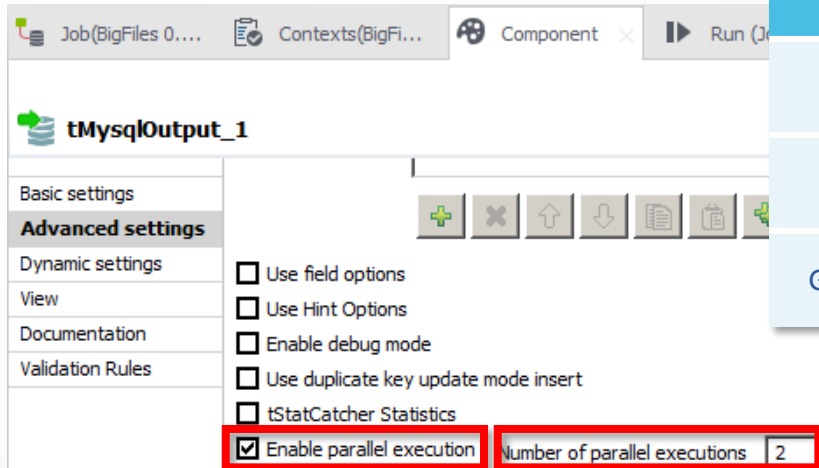 Job(BigFiles 0.... Contexts(BigFi... Component Run (Jo
tMysqlOutput_1
Basic settings
Advanced settings
Dynamic settings
View
Documentation
Validation Rules
Use field options
Use Hint Options
Enable debug mode
Use duplicate key update mode insert
tStatCatcher Statistics
Enable parallel execution Number of parallel executions 2